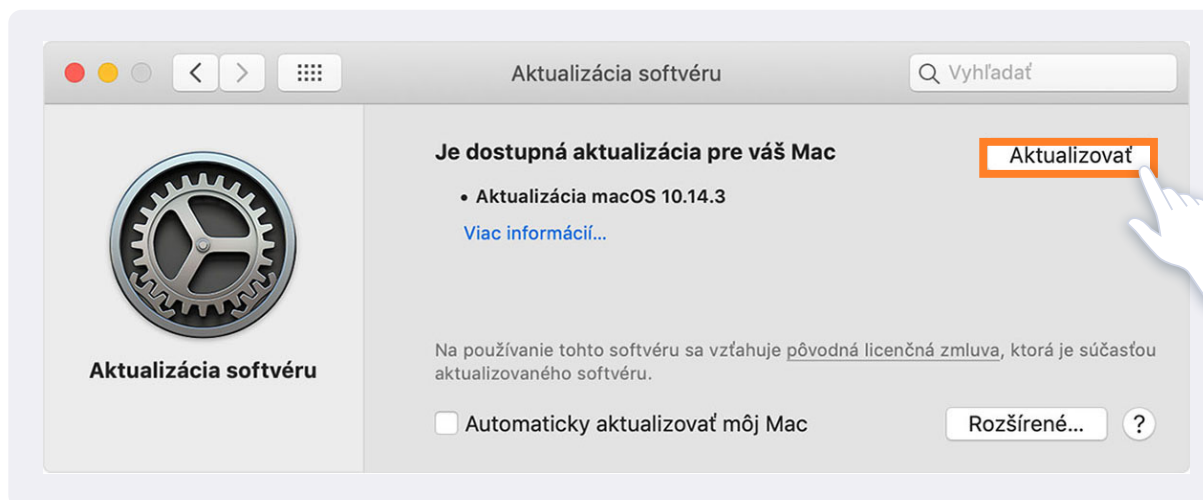 Aktualizácia softvéru
Vyhľadať
Je dostupná aktualizácia pre váš Mac
Aktualizovať
• Aktualizácia macOS 10.14.3
Viac informácií...
Aktualizácia softvéru
Na používanie tohto softvéru sa vzťahuje pôvodná licenčná zmluva, ktorá je súčasťou
aktualizovaného softvéru.
Automaticky aktualizovať môj Mac
Rozšírené...
?